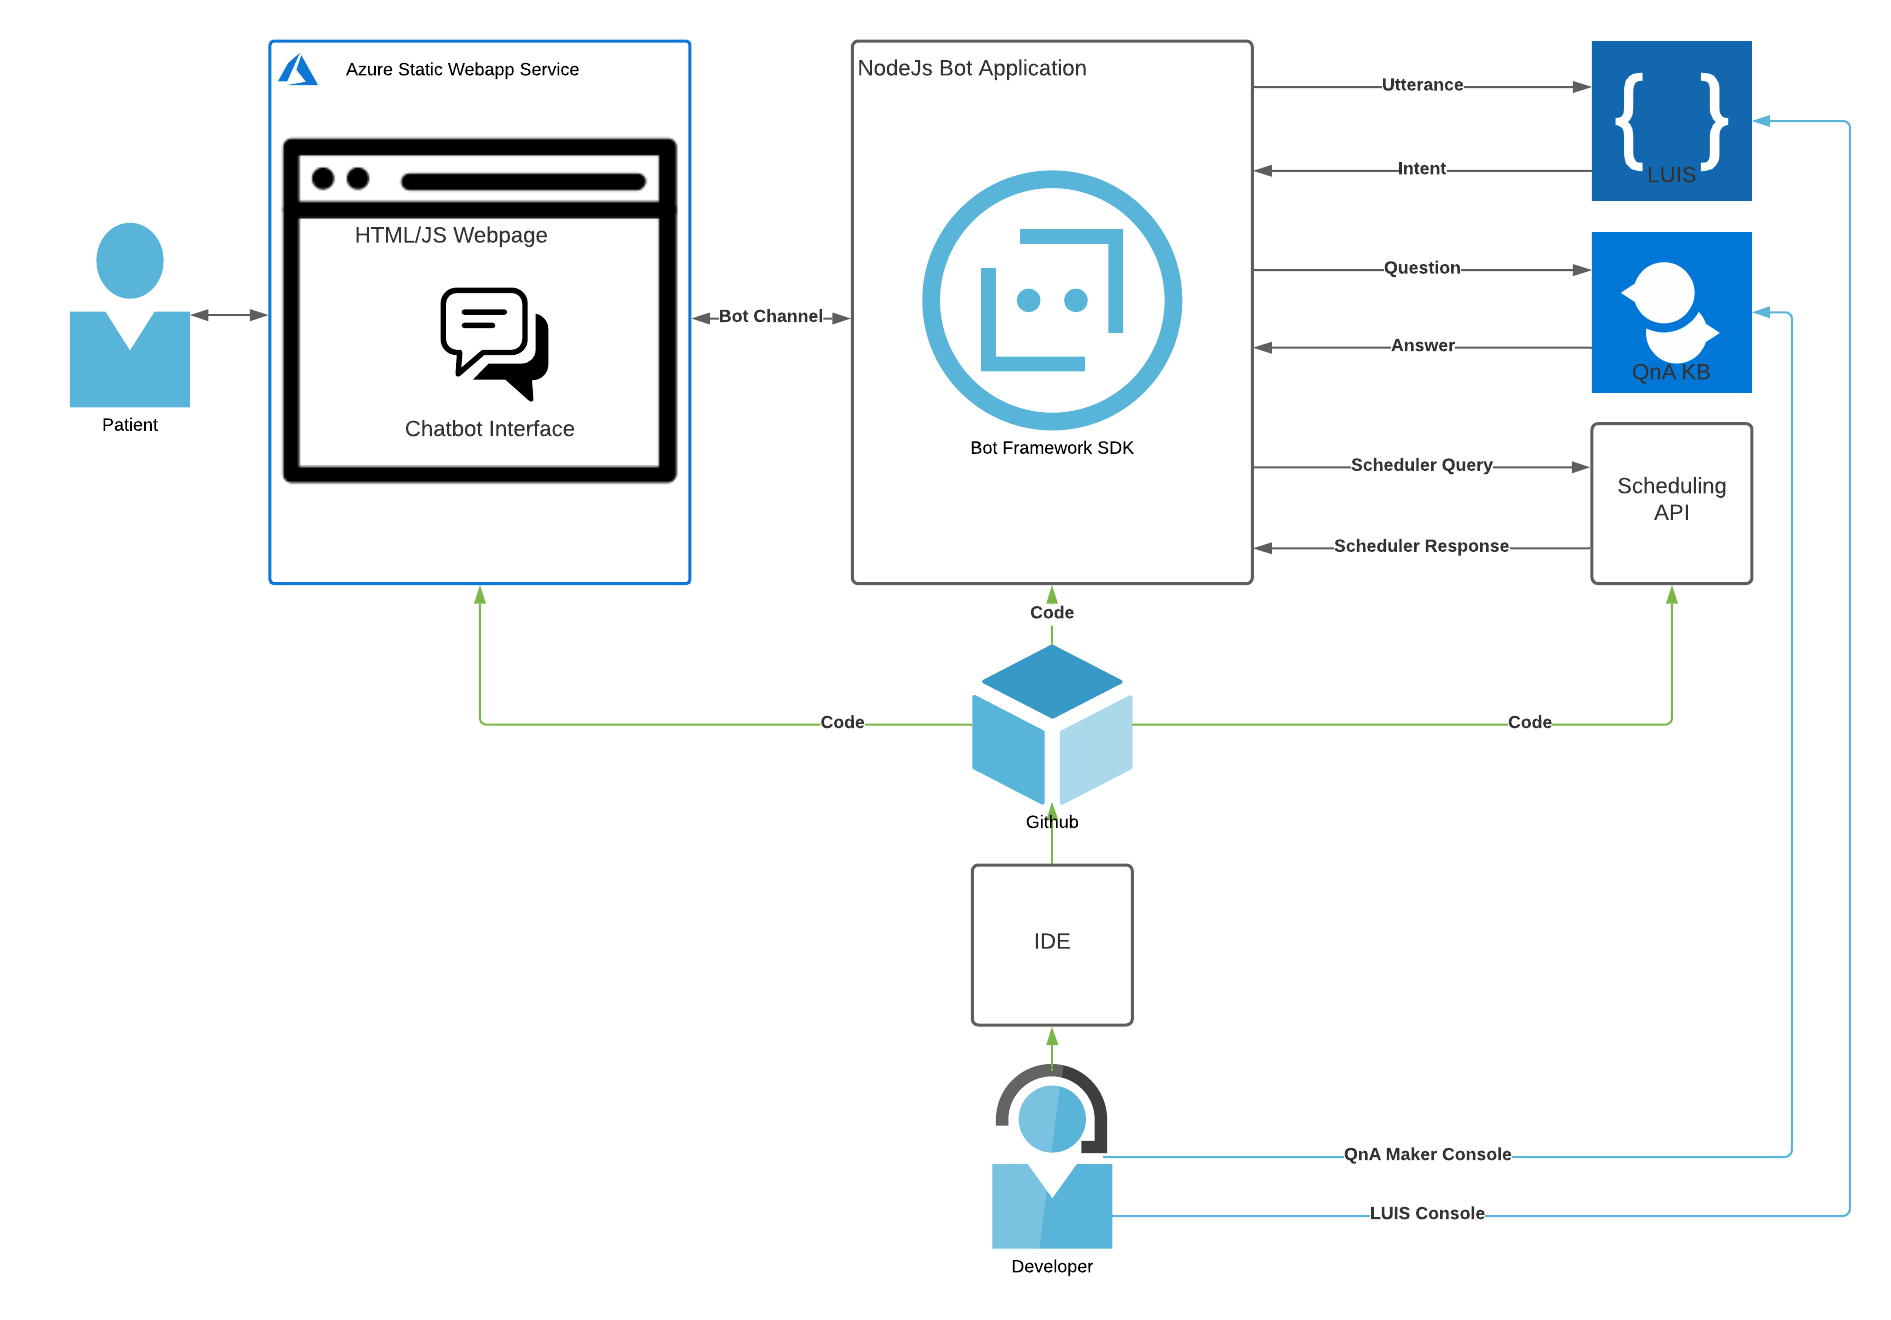 Azure Static Webapp Service
NodeJs Bot Application
Utterance
Intent
LUIS
HTML/JS Webpage
Question
Bot Channel
Answer
QnA KB
Patient
Chatbot Interface
Bot Framework SDK
Scheduler Query
Scheduling
API
Scheduler Response
Code
Code
Code
Github
IDE
QnA Maker Console
LUIS Console
Developer